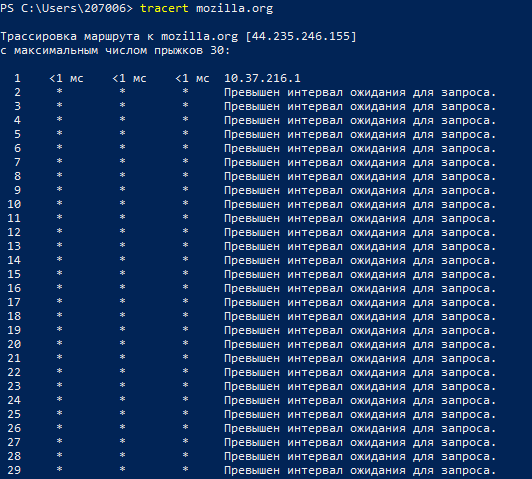 PS C:\Users\207006> tracert mozilla.org
Трассировка маршрута к mozilla.org [44.235.246.155]
с максимальным числом прыжков 30:
1 <1 мс <1 мс <1 мс 10.37.216.1
2 * * * Превышен интервал ожидания для запроса.
3 * * * Превышен интервал ожидания для запроса.
4 * * * Превышен интервал ожидания для запроса.
5 * * * Превышен интервал ожидания для запроса.
6 * * * Превышен интервал ожидания для запроса.
7 * * * Превышен интервал ожидания для запроса.
8 * * * Превышен интервал ожидания для запроса.
9 * * * Превышен интервал ожидания для запроса.
10 * * * Превышен интервал ожидания для запроса.
11 * * * Превышен интервал ожидания для запроса.
12 * * * Превышен интервал ожидания для запроса.
13 * * * Превышен интервал ожидания для запроса.
14 * * * Превышен интервал ожидания для запроса.
15 * * * Превышен интервал ожидания для запроса.
16 * * * Превышен интервал ожидания для запроса.
17 * * * Превышен интервал ожидания для запроса.
18 * * * Превышен интервал ожидания для запроса.
19 * * * Превышен интервал ожидания для запроса.
20 * * * Превышен интервал ожидания для запроса.
21 * * * Превышен интервал ожидания для запроса.
22 * * * Превышен интервал ожидания для запроса.
23 * * * Превышен интервал ожидания для запроса.
24 * * * Превышен интервал ожидания для запроса.
25 * * * Превышен интервал ожидания для запроса.
26 * * * Превышен интервал ожидания для запроса.
27 * * * Превышен интервал ожидания для запроса.
28 * * * Превышен интервал ожидания для запроса.
29 * * * Превышен интервал ожидания для запроса.